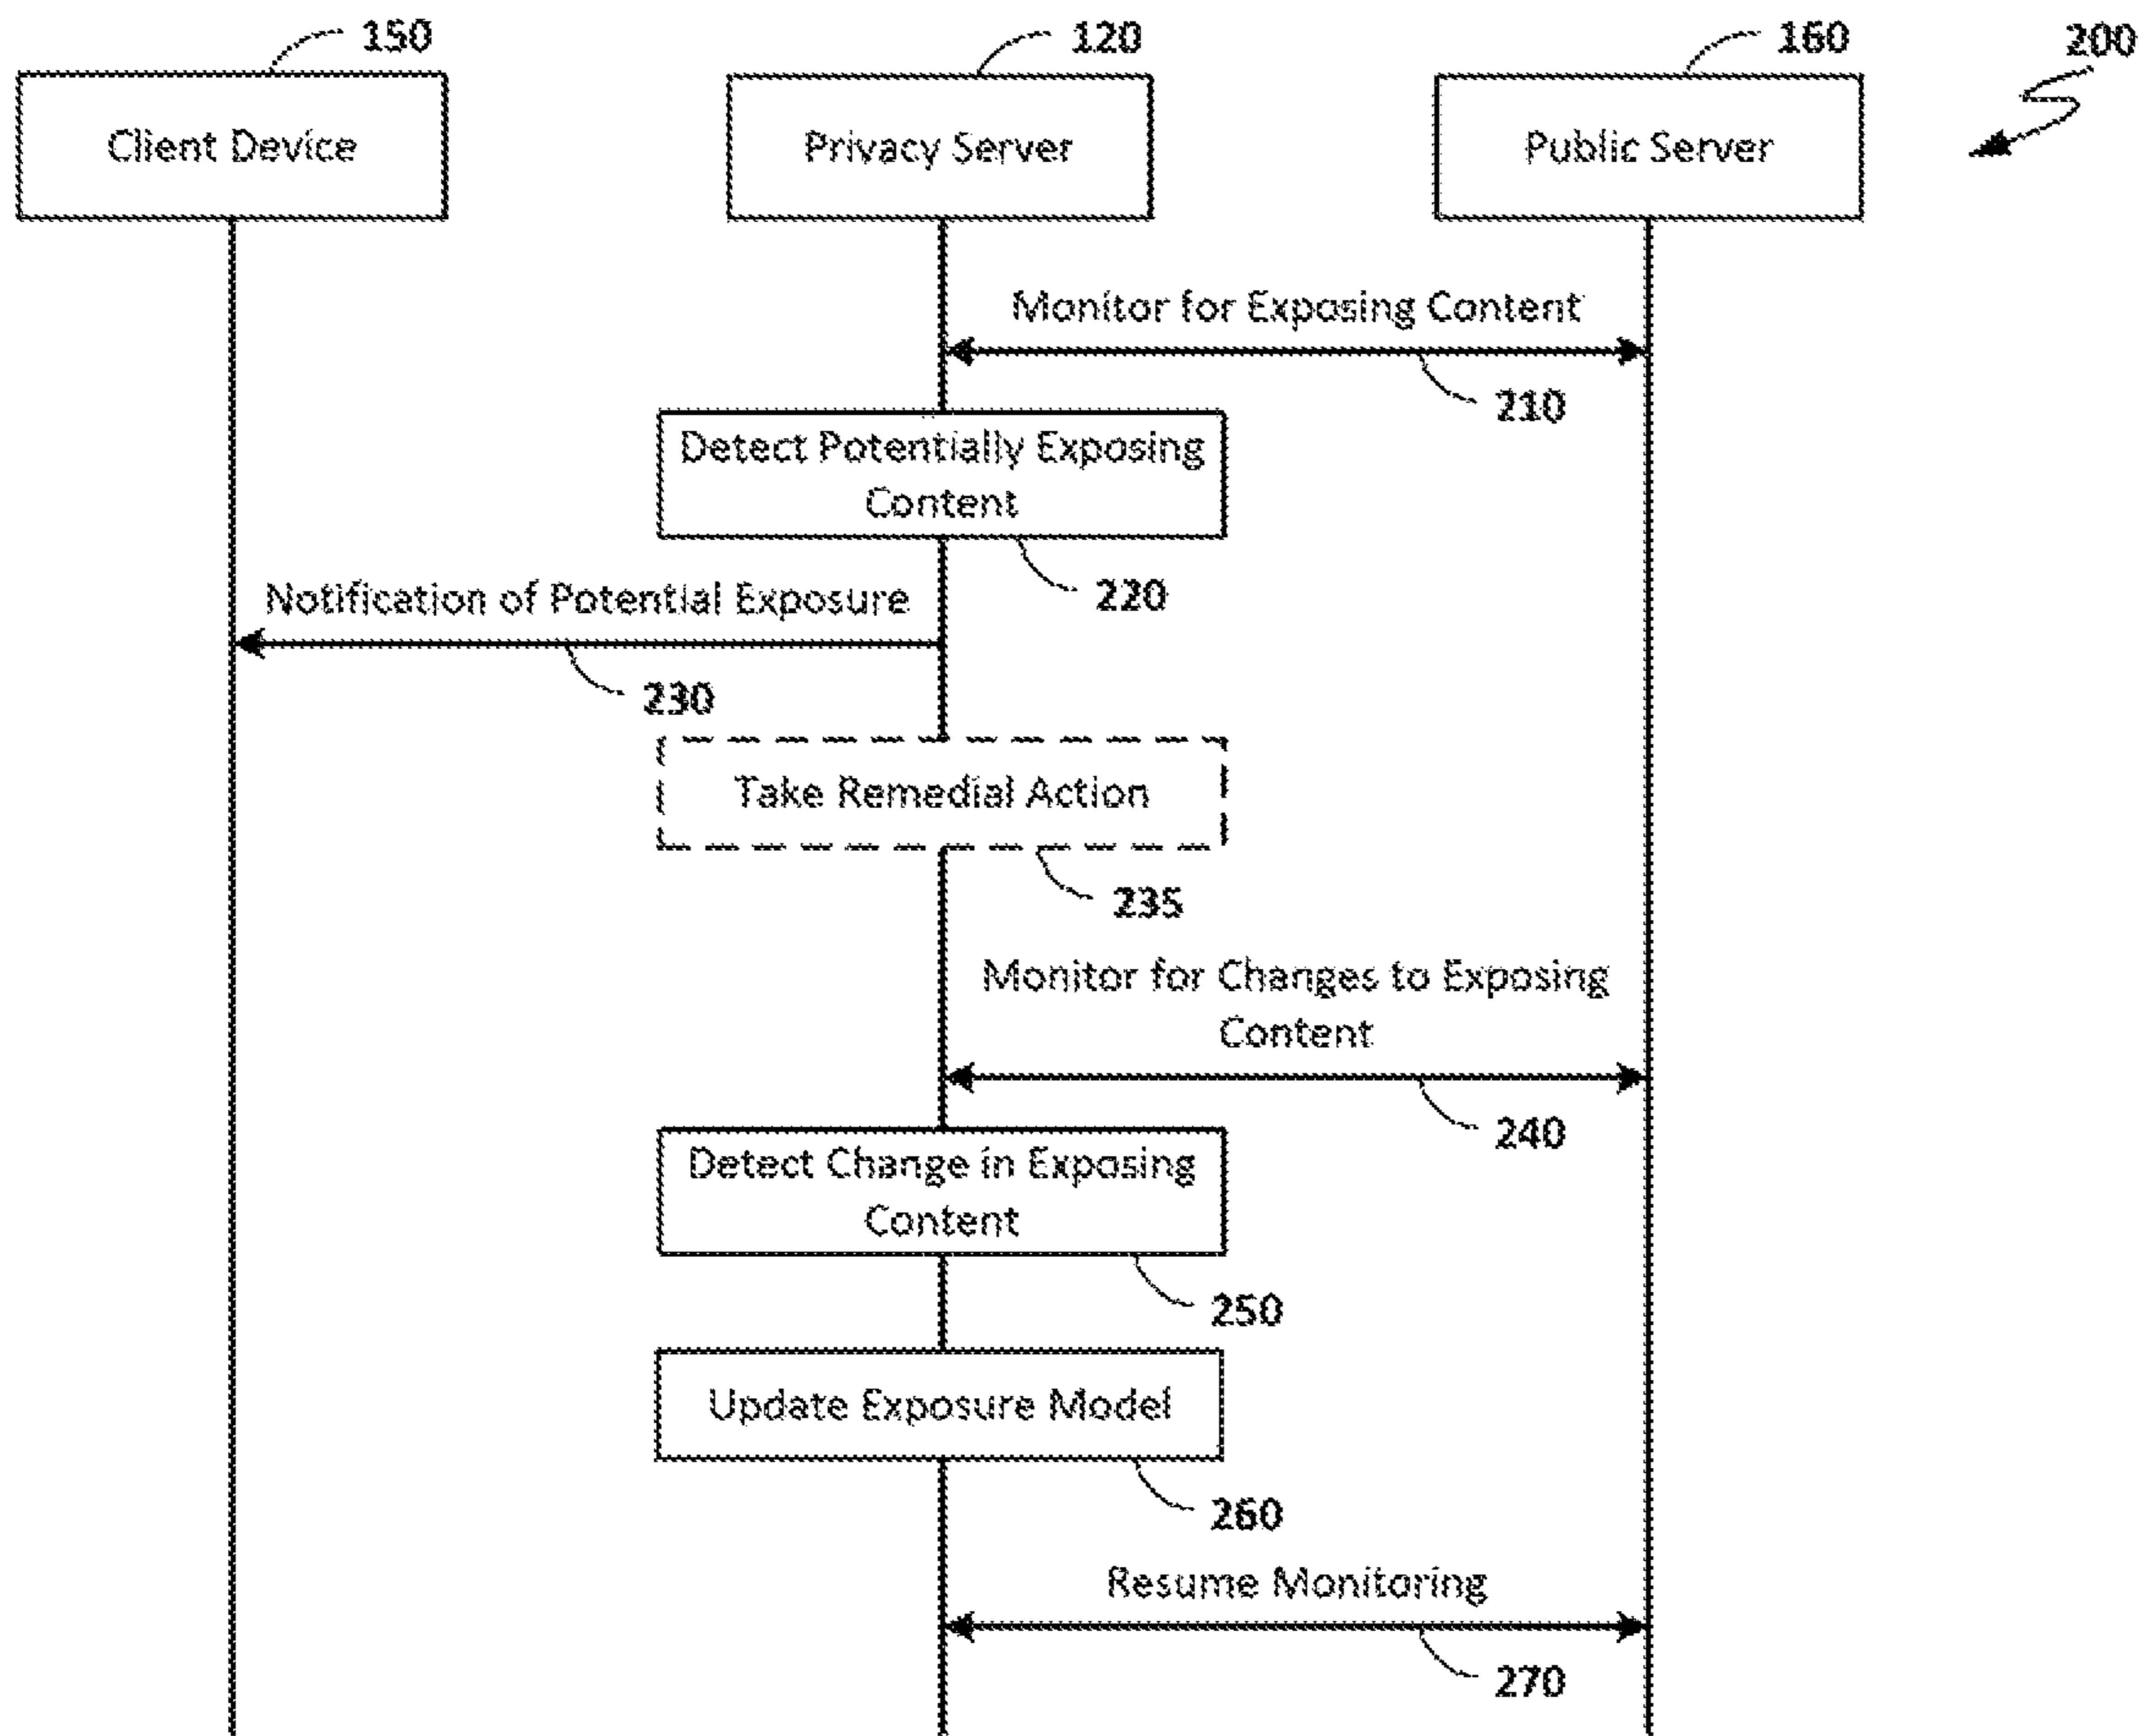 150
120
160
200
Client Device
Privacy Server
Public Server
Monitor for Exposing Content
210
Detect Potentially Exposing
Content
220
Notification of Potential Exposure
230
Take Remedial Action
235
Monitor for Changes to Exposing
Content
240
Detect Change in Exposing
Content
250
Update Exposure Model
260
Resume Monitoring
270